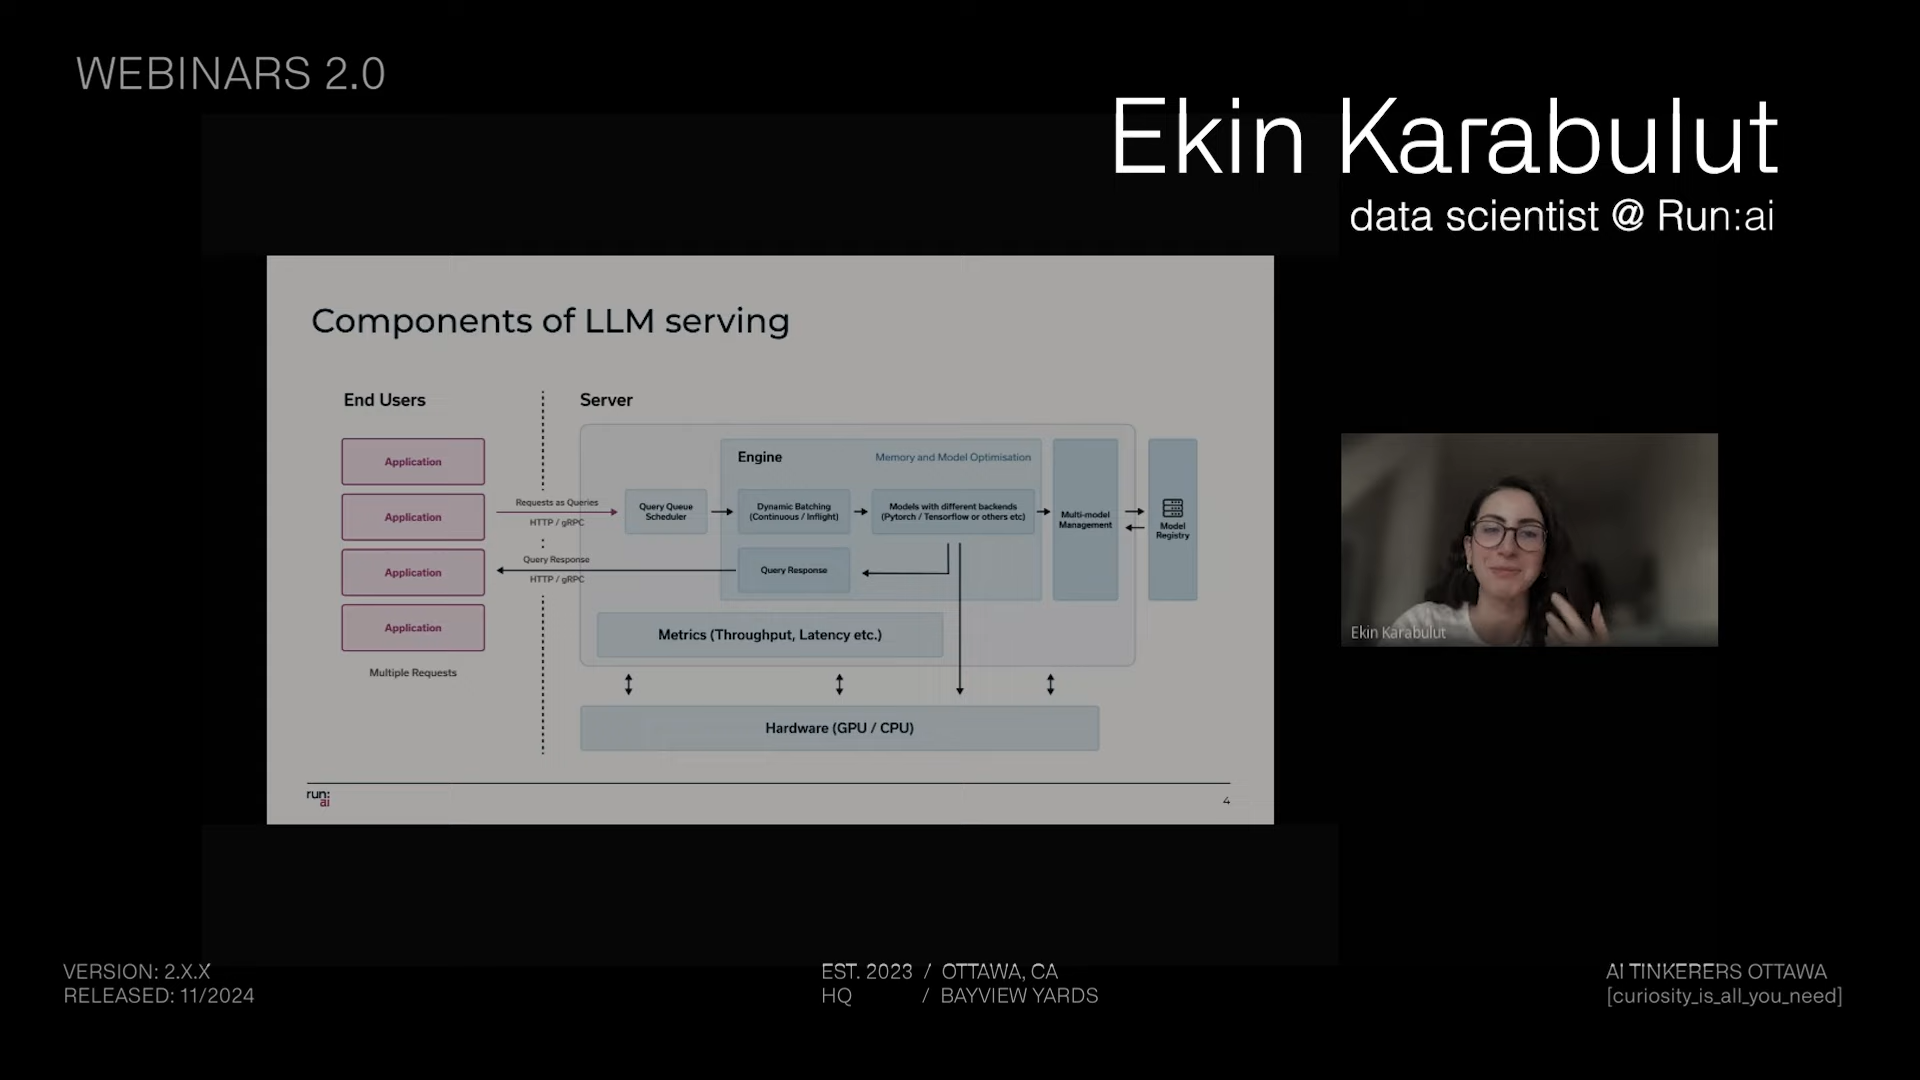 WEBINARS 2.0
Ekin Karabulut
data scientist @ Run:ai
Components of LLM serving
End Users
Server
Application
Application
Application
Application
Multiple Requests
Requests as Queries
HTTP / gRPC
Query Response
HTTP / gRPC
Query Queue
Scheduler
Engine
Memory and Model Optimisation
Dynamic Batching
(Continuous / Inflight)
Models with different backends
(Pytorch / Tensorflow or others etc)
Query Response
Multi-model
Management
Model
Registry
Metrics (Throughput, Latency etc.)
Hardware (GPU / CPU)
run:
ai
4
Ekin Karabulut
VERSION: 2.X.X
RELEASED: 11/2024
EST. 2023 / OTTAWA, CA
HQ / BAYVIEW YARDS
AI TINKERERS OTTAWA
[curiosity_is_all_you_need]